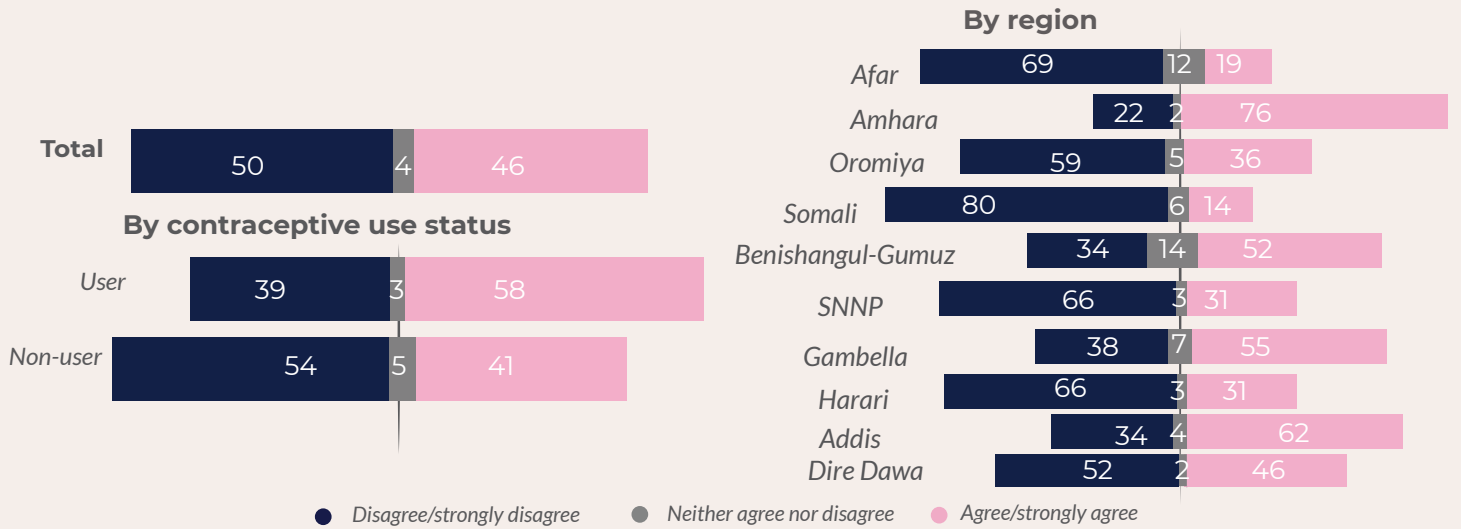 Total
50 4 46
By contraceptive use status
User
39 3 58
Non-user
54 5 41
By region
Afar
69 12 19
Amhara
22 2 76
Oromiya
59 5 36
Somali
80 6 14
Benishangul-Gumuz
34 14 52
SNNP
66 3 31
Gambella
38 7 55
Harari
66 3 31
Addis
34 4 62
Dire Dawa
52 2 46
Disagree/strongly disagree
Neither agree nor disagree
Agree/strongly agree